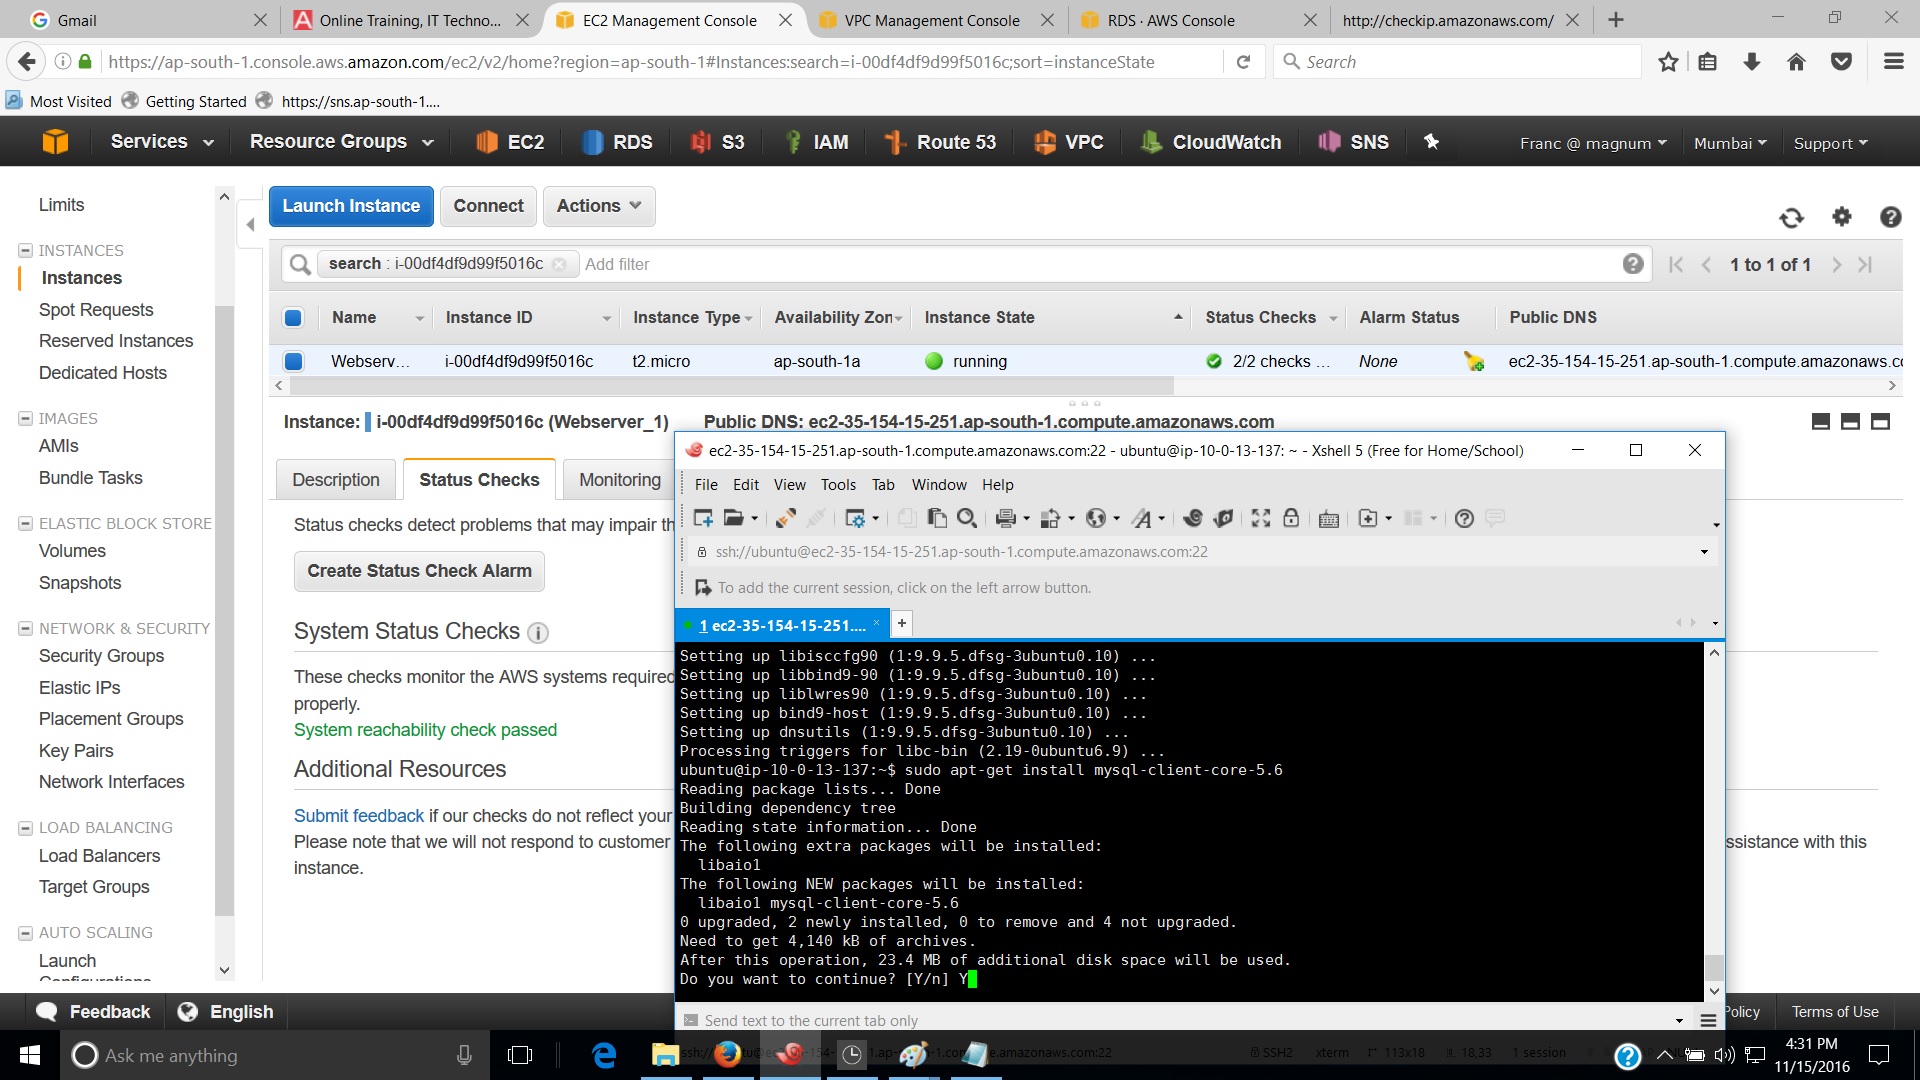 Gmail
Online Training, IT Techno...
EC2 Management Console
VPC Management Console
RDS · AWS Console
http://checkip.amazonaws.com/
https://ap-south-1.console.aws.amazon.com/ec2/v2/home?region=ap-south-1#Instances:search=i-00df4df9d99f5016c;sort=instanceState
Search
Most Visited
Getting Started
https://sns.ap-south-1....
Services
Resource Groups
EC2
RDS
S3
IAM
Route 53
VPC
CloudWatch
SNS
Franc @ magnum
Mumbai
Support
Limits
INSTANCES
Instances
Spot Requests
Reserved Instances
Dedicated Hosts
IMAGES
AMIs
Bundle Tasks
ELASTIC BLOCK STORE
Volumes
Snapshots
NETWORK & SECURITY
Security Groups
Elastic IPs
Placement Groups
Key Pairs
Network Interfaces
LOAD BALANCING
Load Balancers
Target Groups
AUTO SCALING
Launch
Configurations
Launch Instance
Connect
Actions
search : i-00df4df9d99f5016c
Add filter
1 to 1 of 1
Name
Instance ID
Instance Type
Availability Zon
Instance State
Status Checks
Alarm Status
Public DNS
Webserv...
i-00df4df9d99f5016c
t2.micro
ap-south-1a
running
2/2 checks ...
None
ec2-35-154-15-251.ap-south-1.compute.amazonaws.co
Instance: i-00df4df9d99f5016c (Webserver_1)
Public DNS: ec2-35-154-15-251.ap-south-1.compute.amazonaws.com
Description
Status Checks
Monitoring
Status checks detect problems that may impair th
Create Status Check Alarm
System Status Checks
These checks monitor the AWS systems required
properly.
System reachability check passed
Additional Resources
Submit feedback if our checks do not reflect your
Please note that we will not respond to customer
ssistance with this
instance.
ec2-35-154-15-251.ap-south-1.compute.amazonaws.com:22 - ubuntu@ip-10-0-13-137: ~ - Xshell 5 (Free for Home/School)
File Edit View Tools Tab Window Help
ssh://ubuntu@ec2-35-154-15-251.ap-south-1.compute.amazonaws.com:22
To add the current session, click on the left arrow button.
1 ec2-35-154-15-251....
Setting up libisccfg90 (1:9.9.5.dfsg-3ubuntu0.10) ...
Setting up libbind9-90 (1:9.9.5.dfsg-3ubuntu0.10) ...
Setting up liblwres90 (1:9.9.5.dfsg-3ubuntu0.10) ...
Setting up bind9-host (1:9.9.5.dfsg-3ubuntu0.10) ...
Setting up dnsutils (1:9.9.5.dfsg-3ubuntu0.10) ...
Processing triggers for libc-bin (2.19-0ubuntu6.9) ...
ubuntu@ip-10-0-13-137:~$ sudo apt-get install mysql-client-core-5.6
Reading package lists... Done
Building dependency tree
Reading state information... Done
The following extra packages will be installed:
libaio1
The following NEW packages will be installed:
libaio1 mysql-client-core-5.6
0 upgraded, 2 newly installed, 0 to remove and 4 not upgraded.
Need to get 4,140 kB of archives.
After this operation, 23.4 MB of additional disk space will be used.
Do you want to continue? [Y/n] Y
Send text to the current tab only
Feedback
English
Policy
Terms of Use
Ask me anything
SSH2
xterm
113x18
18,33
1 session
4:31 PM
11/15/2016